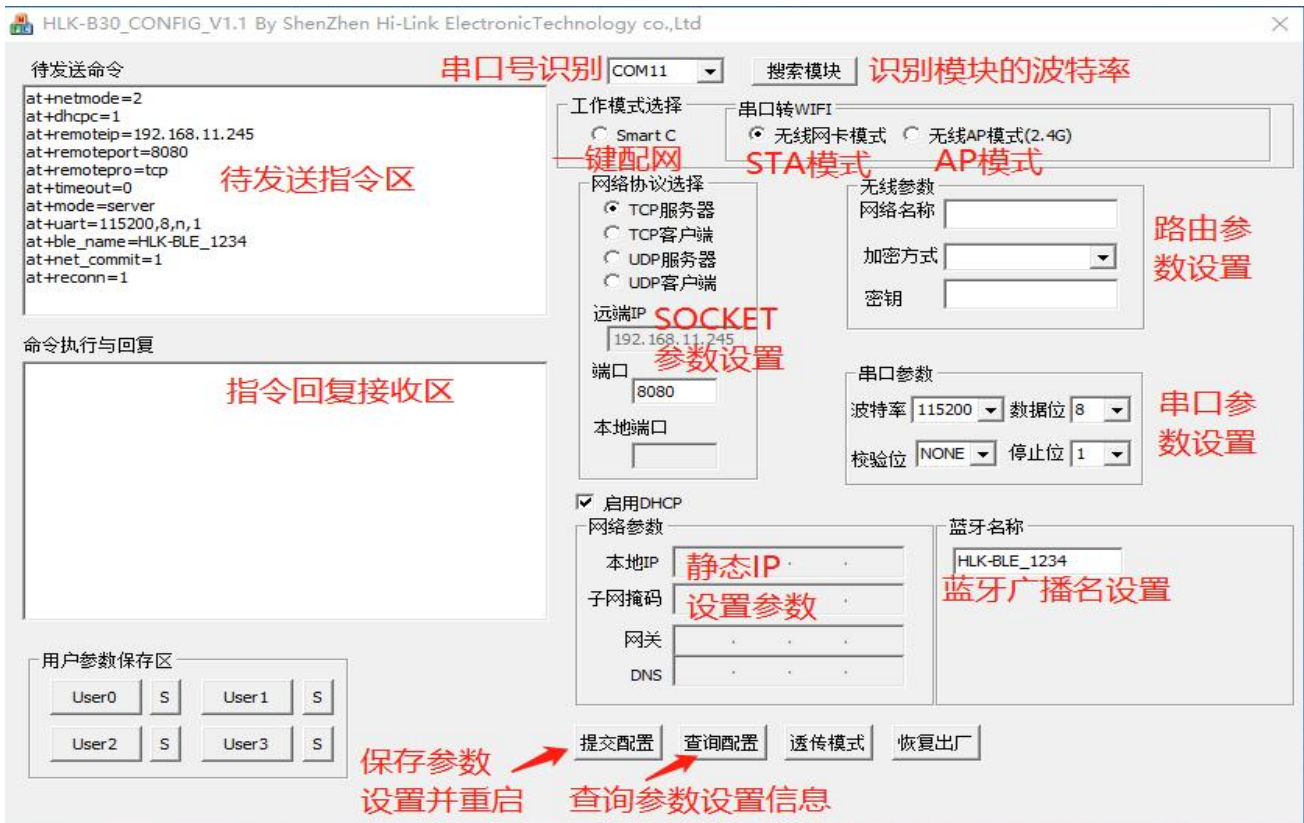 HLK-B30_CONFIG_V1.1 By ShenZhen Hi-Link ElectronicTechnology co.,Ltd
待发送命令
串口号识别
COM11
搜索模块
识别模块的波特率
at+netmode=2
at+dhcpc=1
at+remoteip=192.168.11.245
at+remoteport=8080
at+remotepro=tcp
at+timeout=0
at+mode=server
at+uart=115200,8,n,1
at+ble_name=HLK-BLE_1234
at+net_commit=1
at+reconn=1
待发送指令区
工作模式选择
Smart C
一键配网
串口转WIFI
无线网卡模式
无线AP模式(2.4G)
STA模式
AP模式
网络协议选择
TCP服务器
TCP客户端
UDP服务器
UDP客户端
远端IP
192.168.11.245
SOCKET
参数设置
端口
8080
本地端口
无线参数
网络名称
加密方式
密钥
路由参
数设置
命令执行与回复
指令回复接收区
串口参数
波特率 115200 数据位 8
校验位 NONE 停止位 1
串口参
数设置
启用DHCP
网络参数
本地IP
子网掩码
网关
DNS
静态IP
设置参数
蓝牙名称
HLK-BLE_1234
蓝牙广播名设置
用户参数保存区
User0 S User1 S
User2 S User3 S
提交配置 查询配置 透传模式 恢复出厂
保存参数
设置并重启
查询参数设置信息